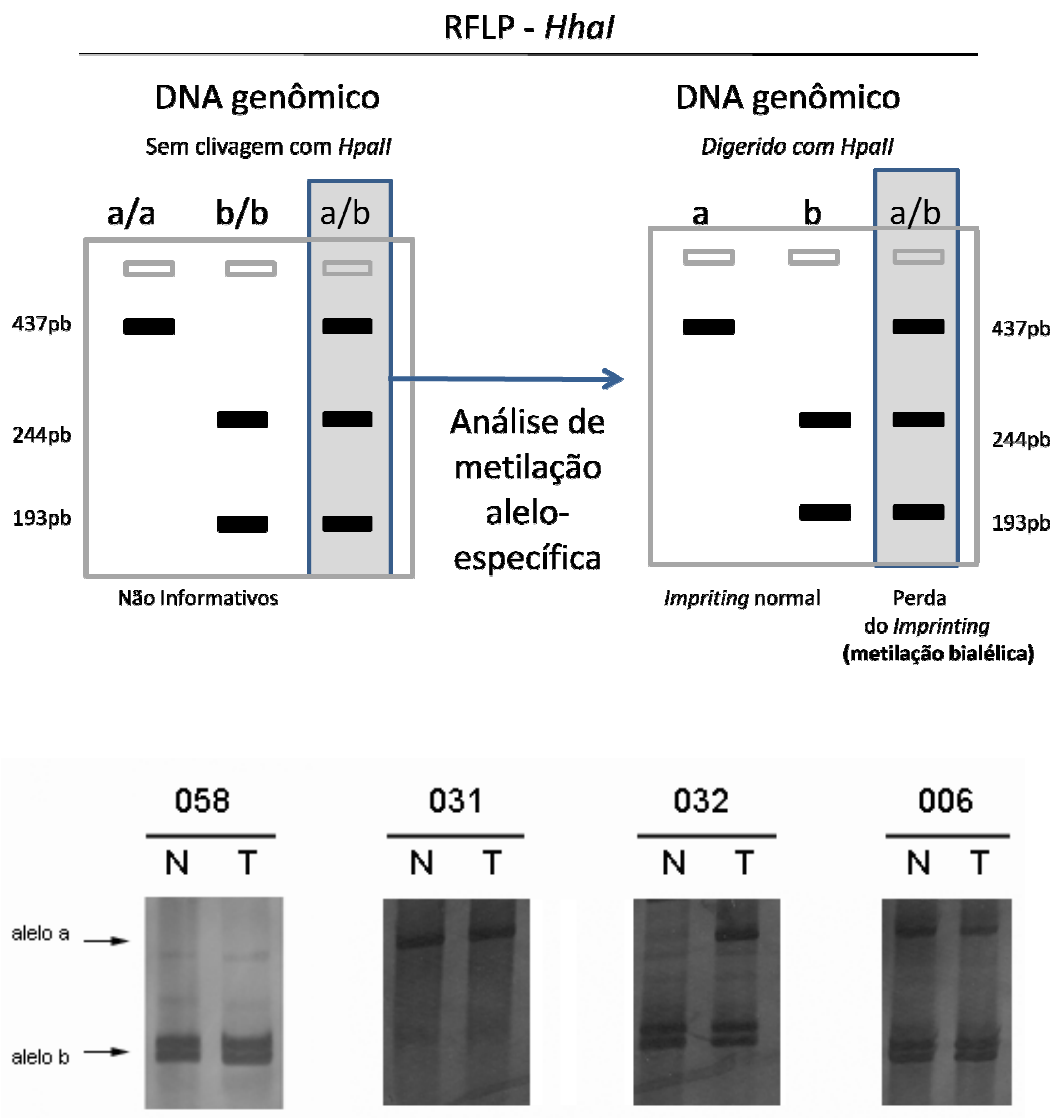 RFLP - HhaI
DNA genômico
Sem clivagem com HpaII
a/a b/b a/b
437pb
244pb
193pb
Não Informativos
Análise de
metilação
alelo-
específica
DNA genômico
Digerido com HpaII
a b a/b
437pb
244pb
193pb
Impriting normal
Perda
do Imprinting
(metilação bialélica)
058 031 032 006
N T N T N T N T
alelo a
alelo b